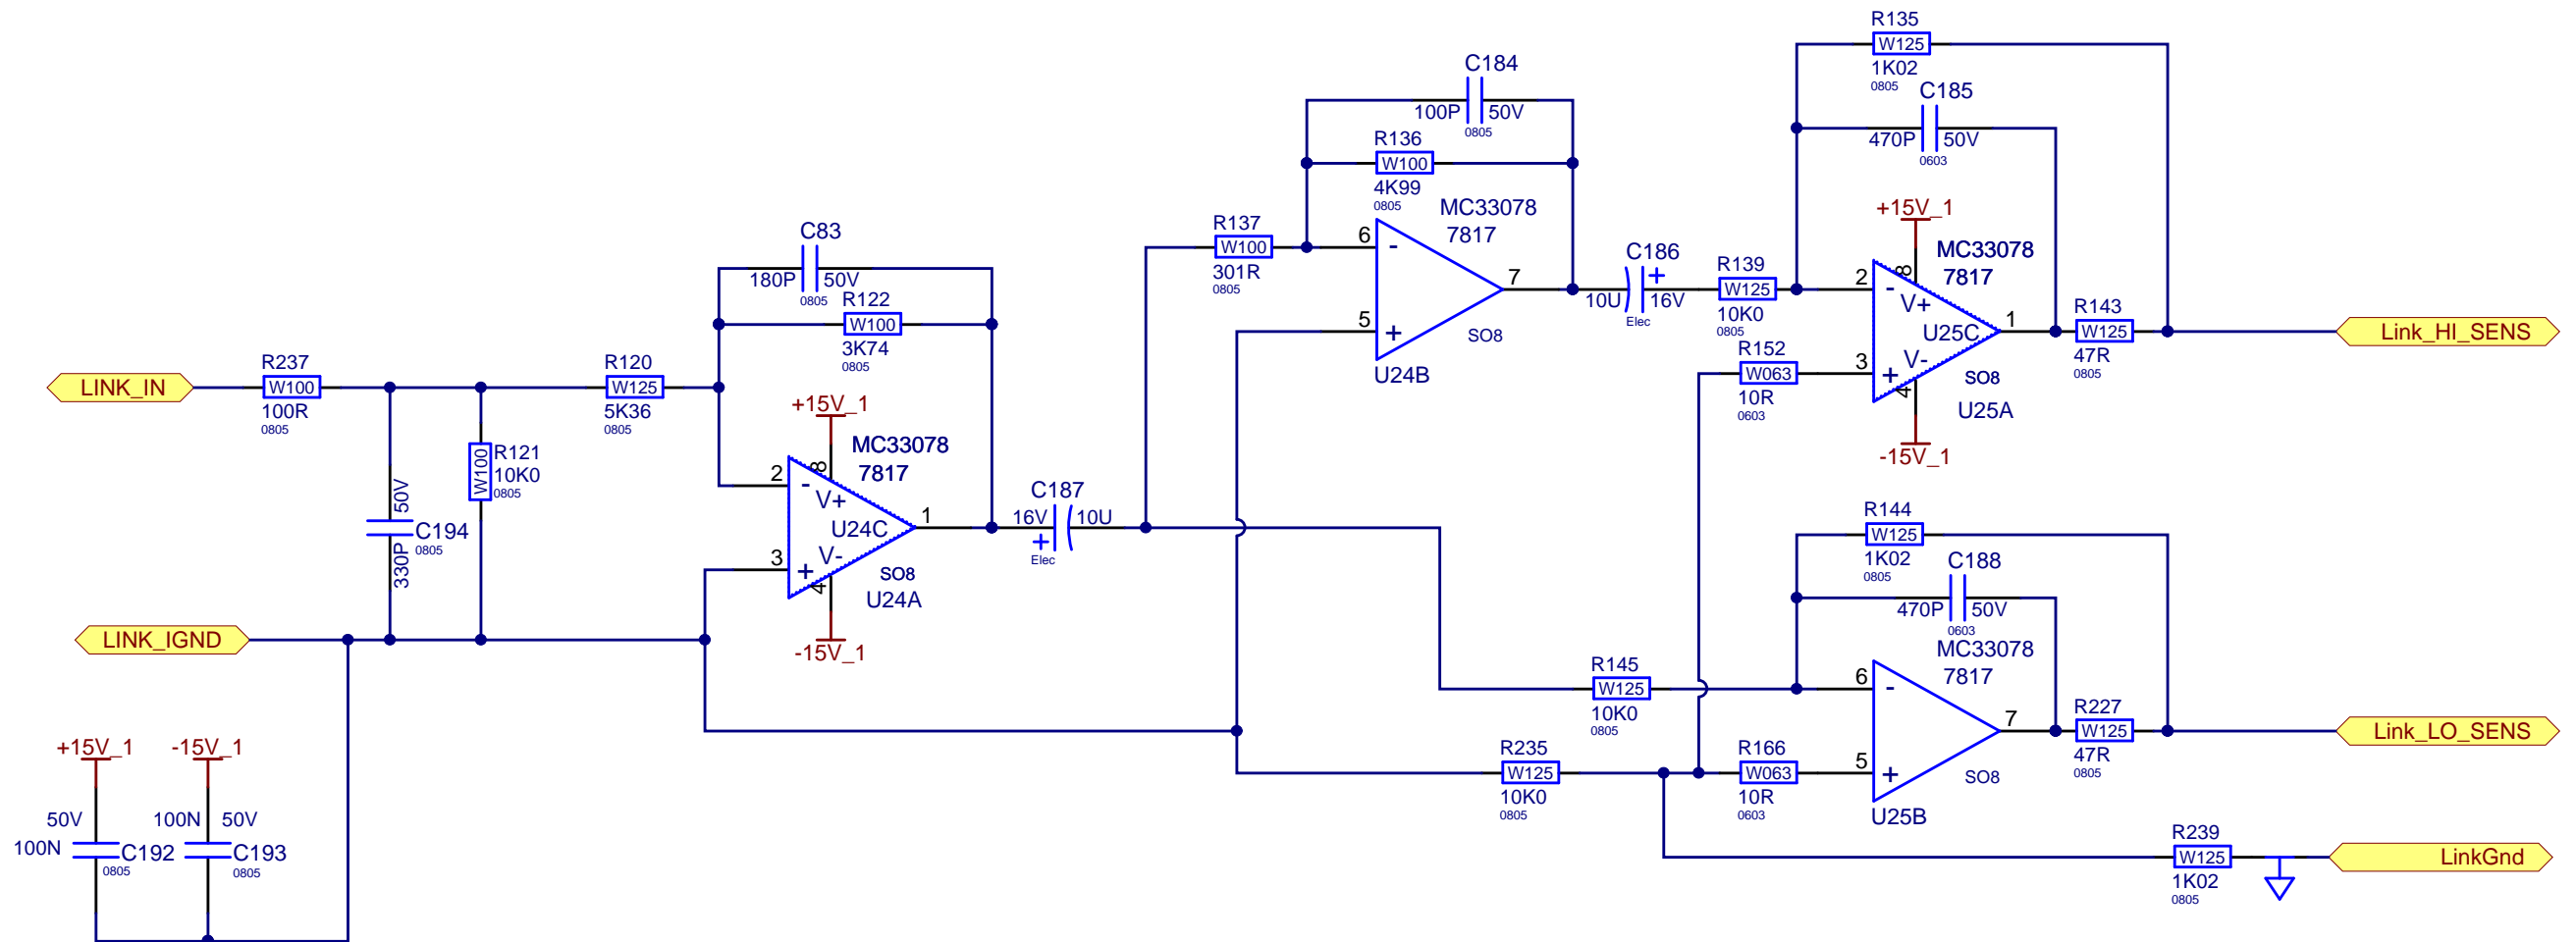 R135
W125
1K02
0805
C185
470P 50V
0603
C184
100P 50V
0805
R136
W100
4K99
0805
MC33078
7817
6
-
5
+
7
SO8
U24B
R137
W100
301R
0805
C186
+
10U 16V
Elec
R139
W125
10K0
0805
R152
W063
10R
0603
+15V_1
MC33078
7817
8
2
-
V+
U25C
1
3
+
V-
4
SO8
U25A
-15V_1
R143
W125
47R
0805
Link_HI_SENS
C83
180P 50V
0805
R122
W100
3K74
0805
LINK_IN
R237
W100
100R
0805
R120
W125
5K36
0805
R121
W100
10K0
0805
50V
C194
0805
330P
+15V_1
MC33078
7817
8
2
-
V+
U24C
1
3
+
V-
4
SO8
U24A
-15V_1
C187
16V 10U
+
Elec
LINK_IGND
R144
W125
1K02
0805
C188
470P 50V
0603
MC33078
7817
6
-
7
5
+
SO8
U25B
R145
W125
10K0
0805
R235
W125
10K0
0805
R166
W063
10R
0603
R227
W125
47R
0805
Link_LO_SENS
R239
W125
1K02
0805
LinkGnd
+15V_1
-15V_1
50V
100N
C192
0805
100N 50V
C193
0805